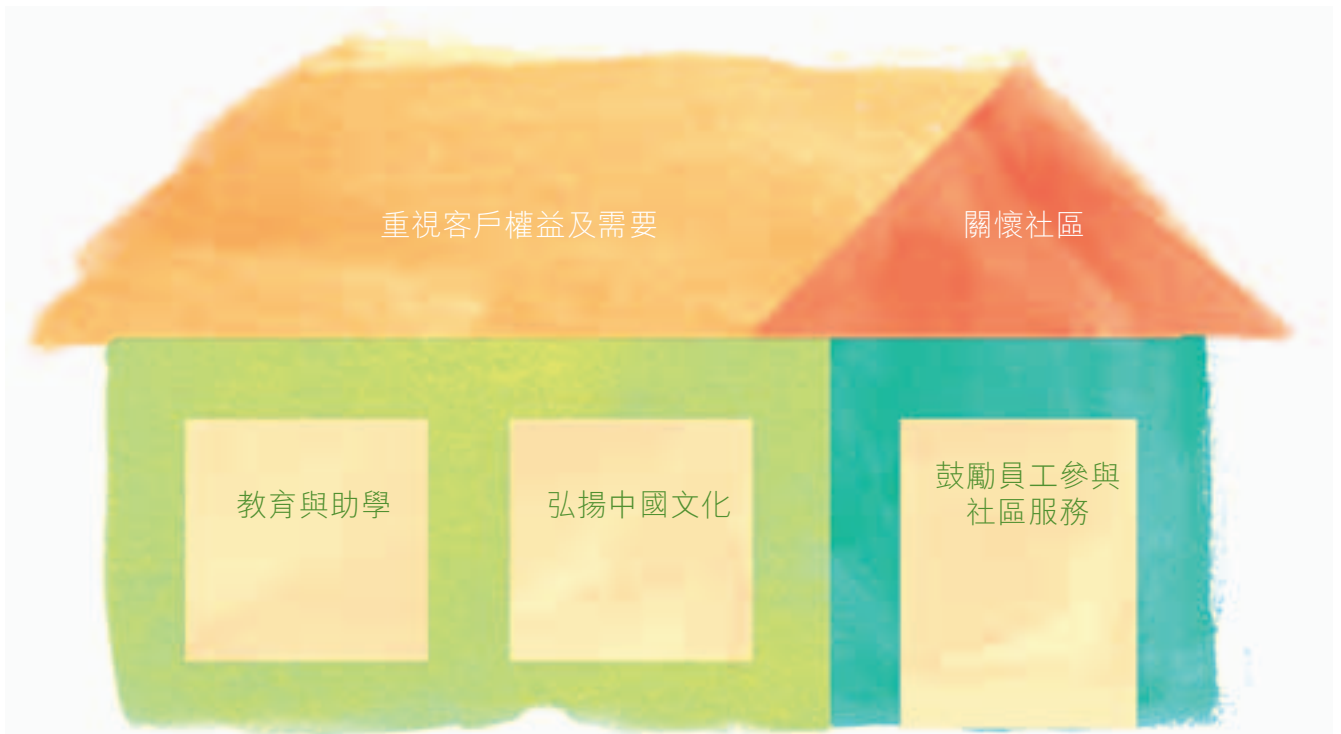 重視客戶權益及需要
關懷社區
教育與助學
弘揚中國文化
鼓勵員工參與
社區服務